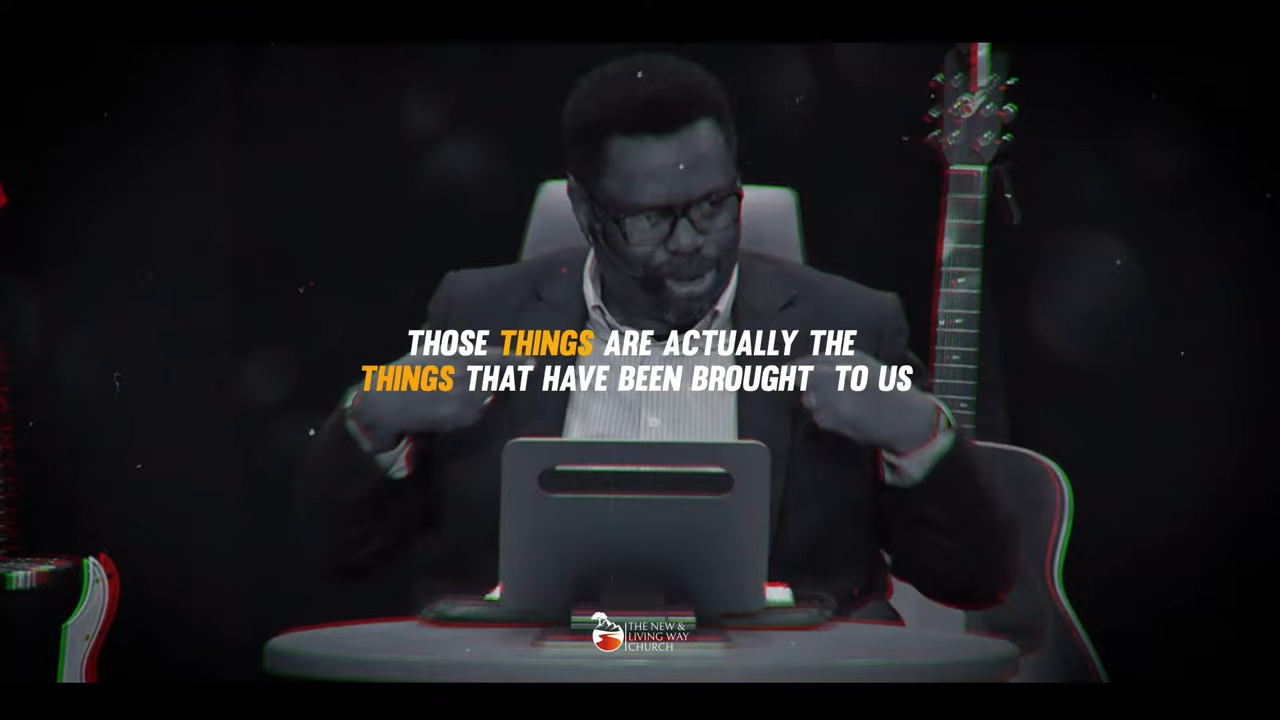 THOSE THINGS ARE ACTUALLY THE
THINGS THAT HAVE BEEN BROUGHT TO US
THE NEW &
LIVING WAY
CHURCH